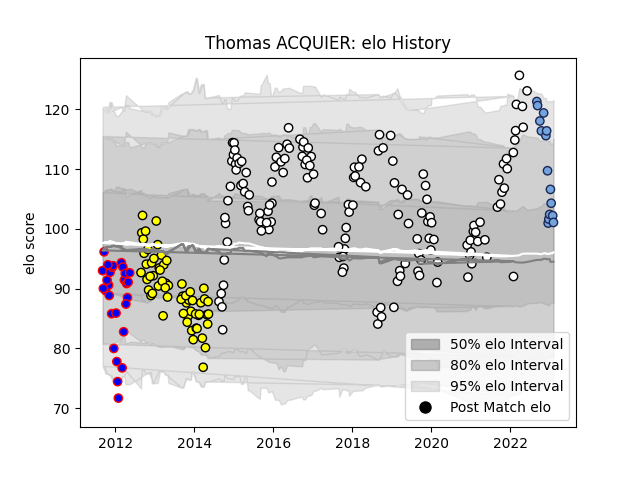 Thomas ACQUIER: elo History
elo score
120
110
100
90
80
70
2012
2014
2016
2018
2020
2022
50% elo Interval
80% elo Interval
95% elo Interval
Post Match elo